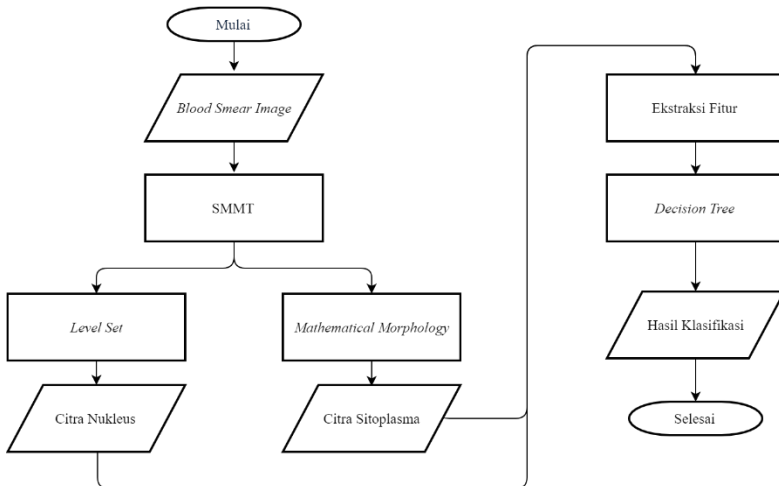 Mulai
Blood Smear Image
SMMT
Level Set
Mathematical Morphology
Citra Nukleus
Citra Sitoplasma
Ekstraksi Fitur
Decision Tree
Hasil Klasifikasi
Selesai